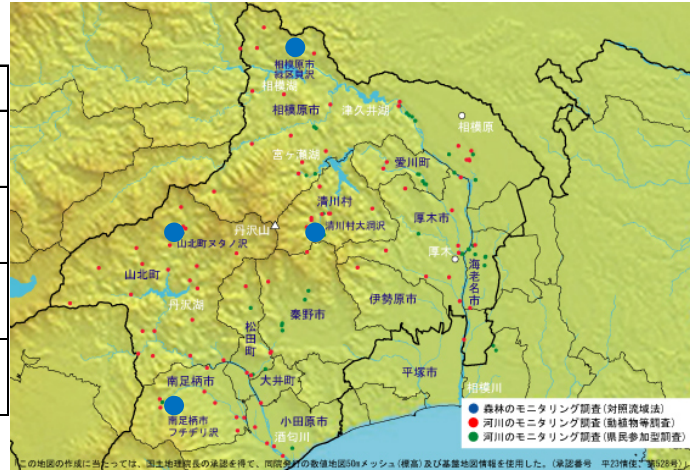 相模原市
緑区貝沢
相模湖
相模原市
津久井湖
相模原
宮ヶ瀬湖
愛川町
清川村
厚木市
丹沢山
山北町ヌタノ沢
清川村大洞沢
厚木
海老名市
山北町
丹沢湖
秦野市
伊勢原市
松田町
平塚市
南足柄市
大井町
相模川
南足柄市
フチヂリ沢
小田原市
酒匂川
森林のモニタリング調査(対照流域法)
河川のモニタリング調査(動植物等調査)
河川のモニタリング調査(県民参加型調査)
「この地図の作成に当たっては、国土地理院長の承認を得て、同院発行の数値地図50mメッシュ(標高)及び基盤地図情報を使用した。(承認番号 平23情使、第528号)」